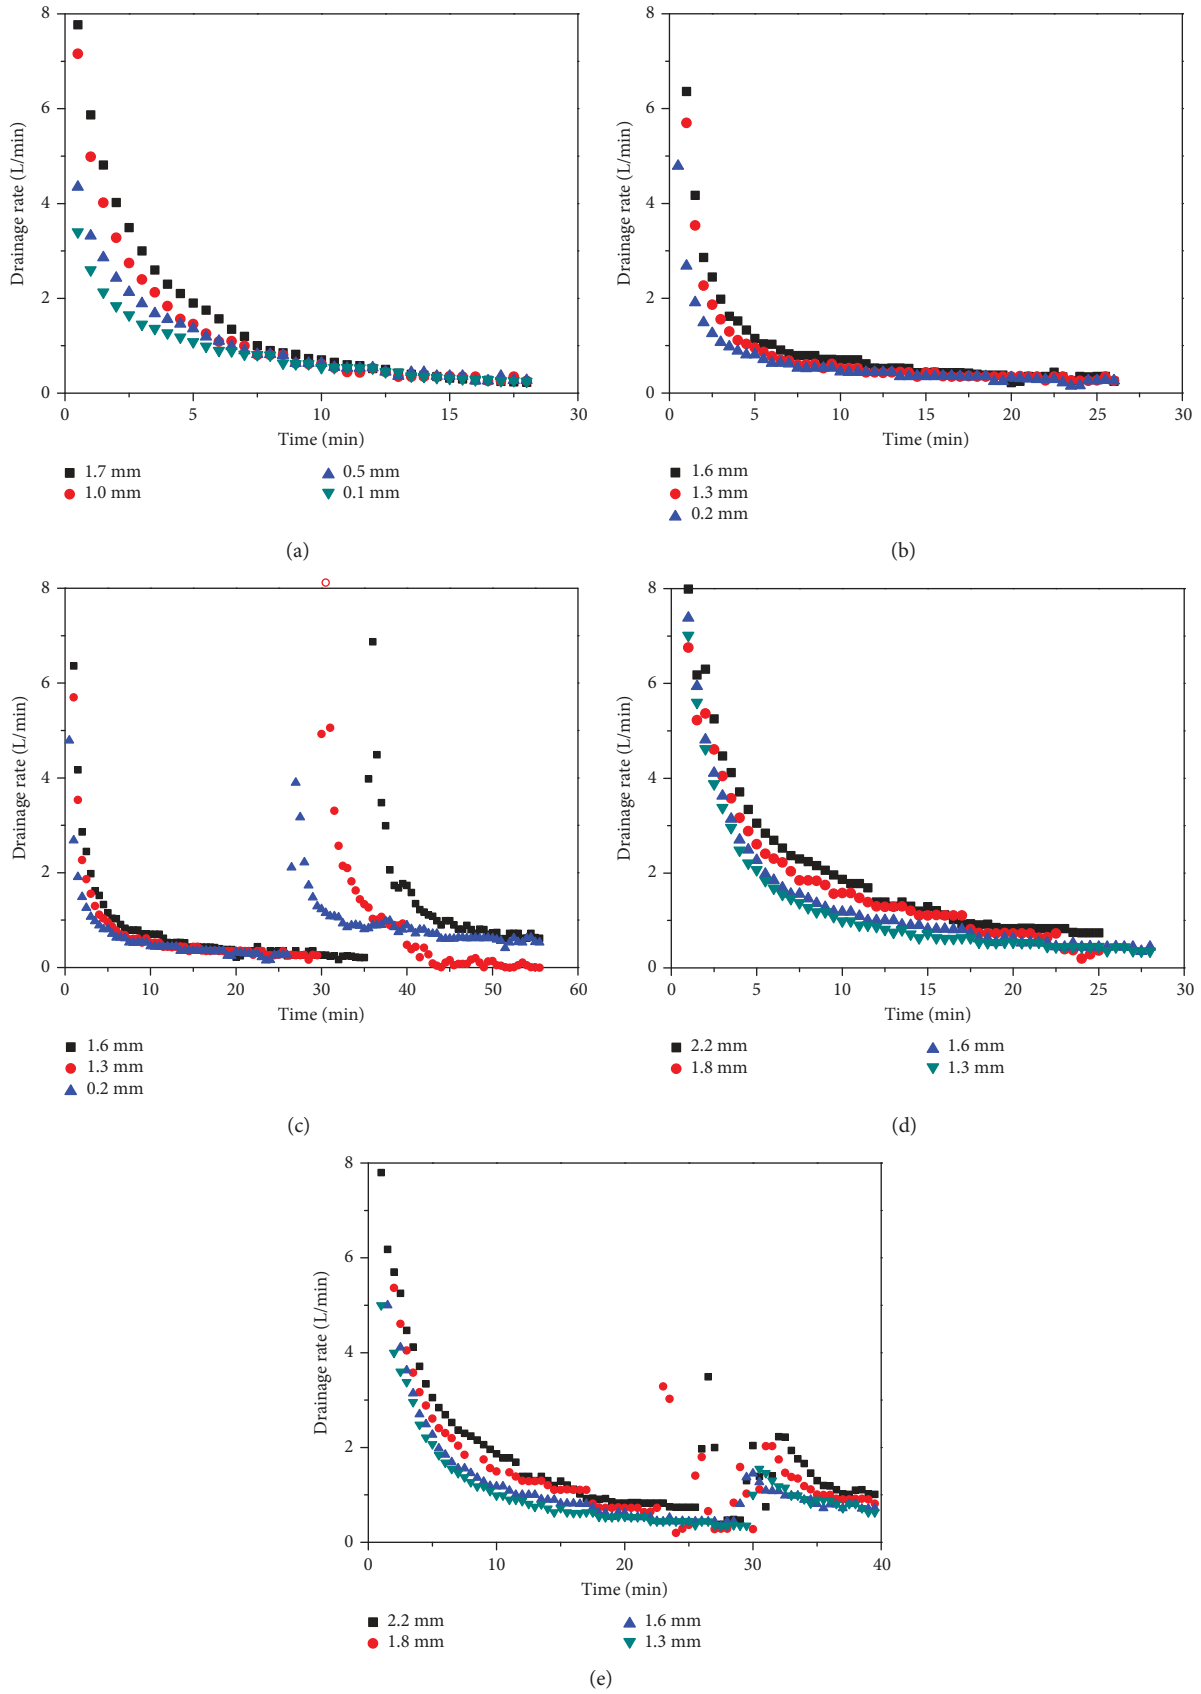 8
6
4
2
0
Drainage rate (L/min)
0 5 10 15 30
Time (min)
1.7 mm 0.5 mm
1.0 mm 0.1 mm
(a)
8
6
4
2
0
Drainage rate (L/min)
0 5 10 15 20 25 30
Time (min)
1.6 mm
1.3 mm
0.2 mm
(b)
8
6
4
2
0
Drainage rate (L/min)
0 10 20 30 40 50 60
Time (min)
1.6 mm
1.3 mm
0.2 mm
(c)
8
6
4
2
0
Drainage rate (L/min)
0 5 10 15 20 25 30
Time (min)
2.2 mm 1.6 mm
1.8 mm 1.3 mm
(d)
8
6
4
2
0
Drainage rate (L/min)
0 10 20 30 40
Time (min)
2.2 mm 1.6 mm
1.8 mm 1.3 mm
(e)